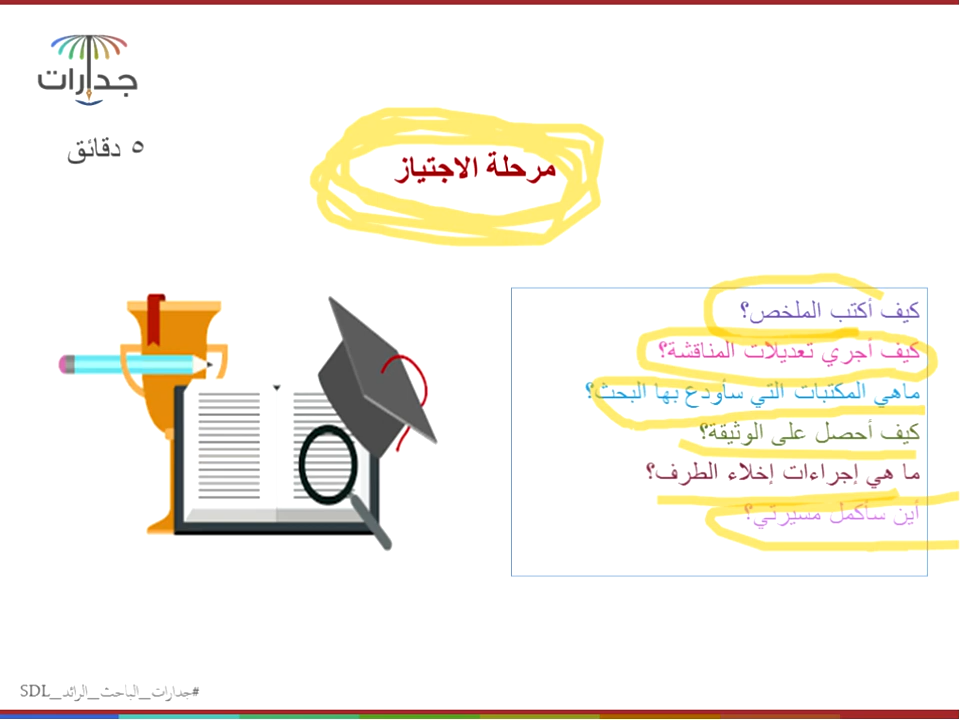 جدارات
٥ دقائق
مرحلة الاجتياز
كيف أكتب الملخص؟
كيف أجري تعديلات المناقشة؟
ماهي المكتبات التي سأودع بها البحث؟
كيف أحصل على الوثيقة؟
ما هي إجراءات إخلاء الطرف؟
أين سأكمل مسيرتي؟
#جدارات_الباحث_الرائد_SDL